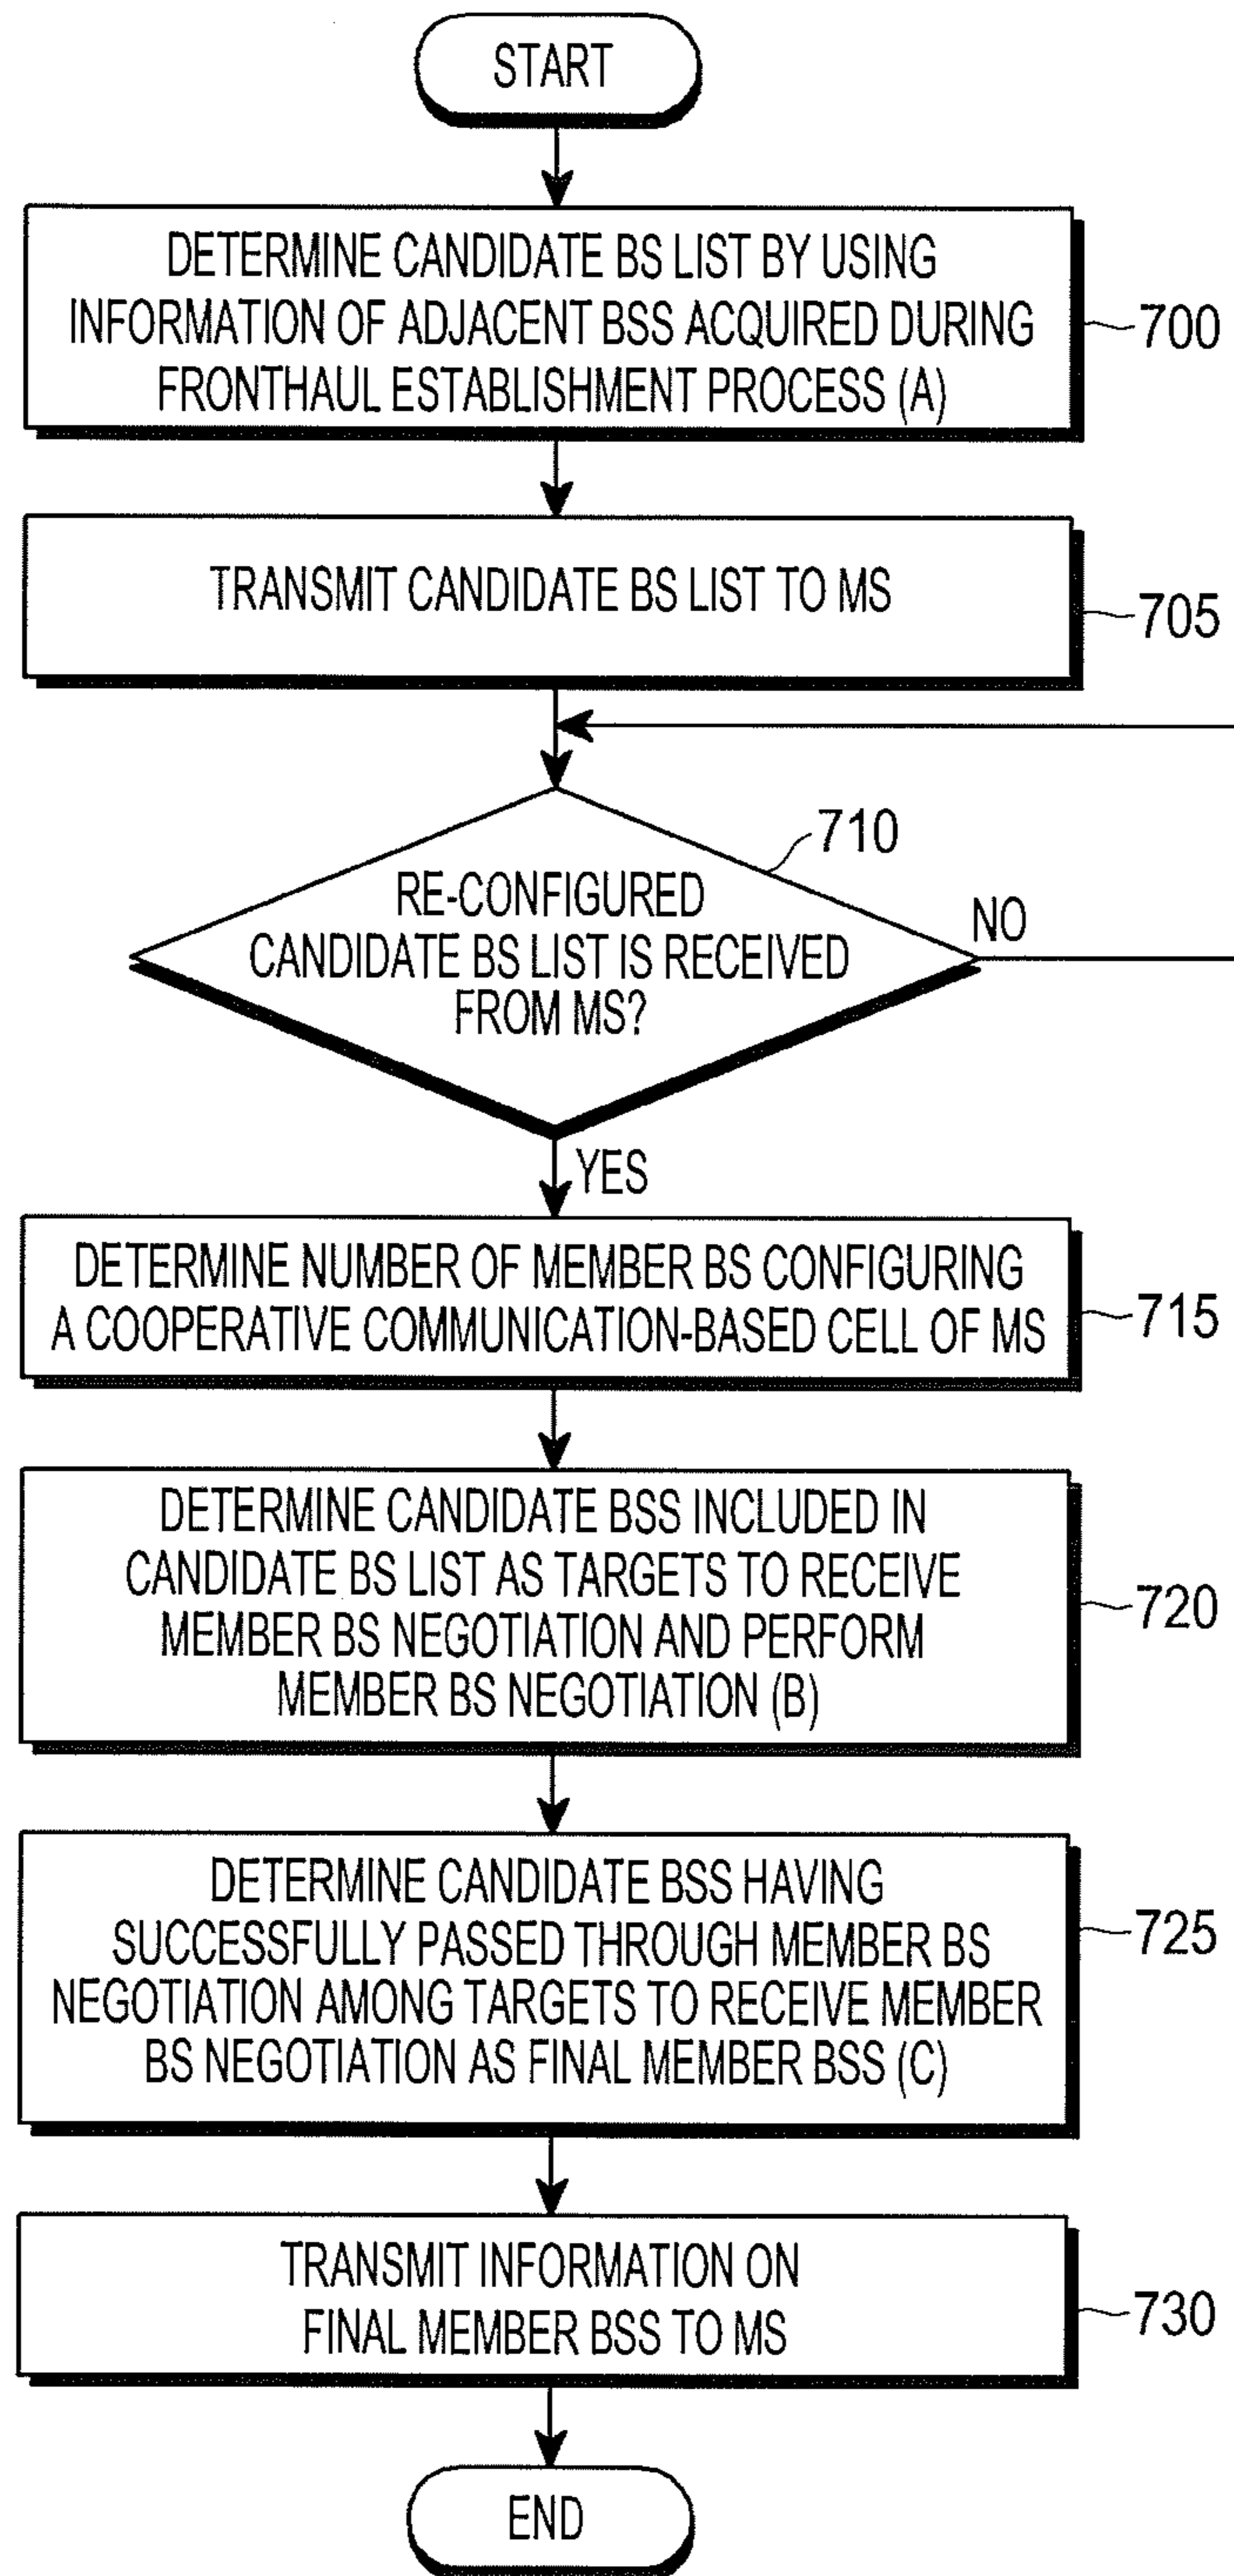 START
DETERMINE CANDIDATE BS LIST BY USING
INFORMATION OF ADJACENT BSS ACQUIRED DURING
FRONTHAUL ESTABLISHMENT PROCESS (A)
700
TRANSMIT CANDIDATE BS LIST TO MS
705
710
RE-CONFIGURED
CANDIDATE BS LIST IS RECEIVED
FROM MS?
NO
YES
DETERMINE NUMBER OF MEMBER BS CONFIGURING
A COOPERATIVE COMMUNICATION-BASED CELL OF MS
715
DETERMINE CANDIDATE BSS INCLUDED IN
CANDIDATE BS LIST AS TARGETS TO RECEIVE
MEMBER BS NEGOTIATION AND PERFORM
MEMBER BS NEGOTIATION (B)
720
DETERMINE CANDIDATE BSS HAVING
SUCCESSFULLY PASSED THROUGH MEMBER BS
NEGOTIATION AMONG TARGETS TO RECEIVE MEMBER
BS NEGOTIATION AS FINAL MEMBER BSS (C)
725
TRANSMIT INFORMATION ON
FINAL MEMBER BSS TO MS
730
END